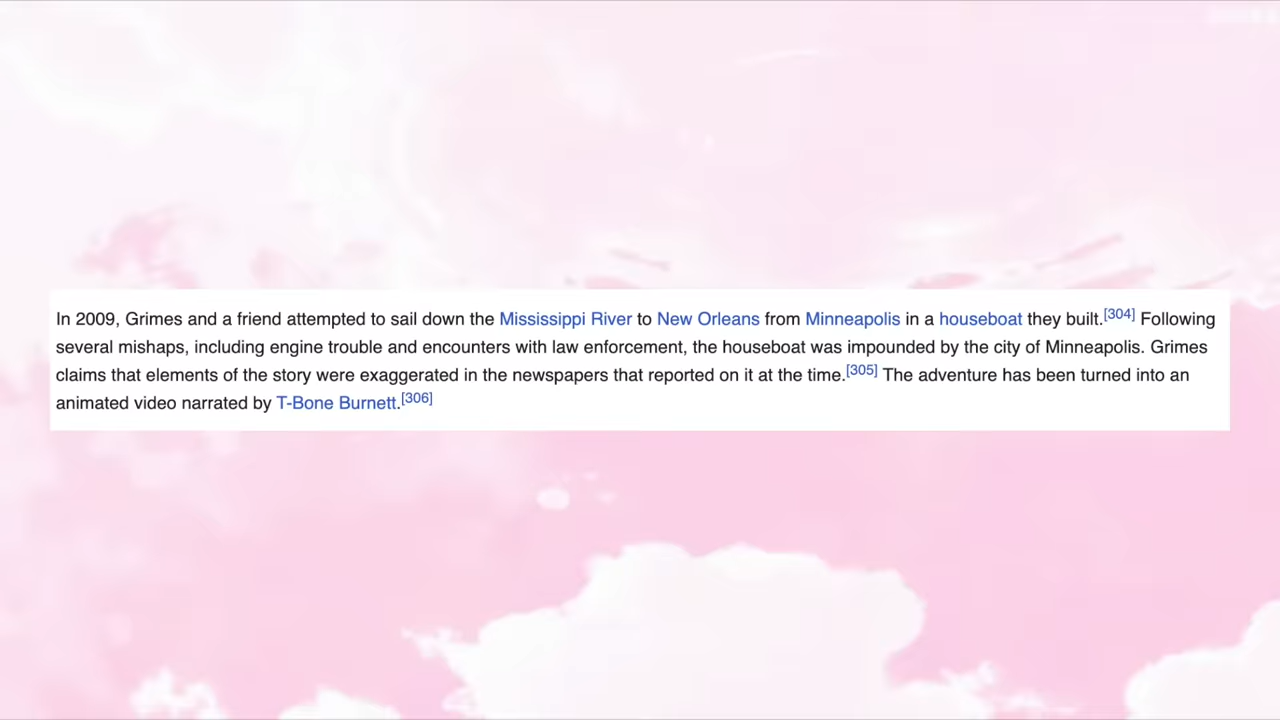 In 2009, Grimes and a friend attempted to sail down the Mississippi River to New Orleans from Minneapolis in a houseboat they built.[304] Following
several mishaps, including engine trouble and encounters with law enforcement, the houseboat was impounded by the city of Minneapolis. Grimes
claims that elements of the story were exaggerated in the newspapers that reported on it at the time.[305] The adventure has been turned into an
animated video narrated by T-Bone Burnett.[306]